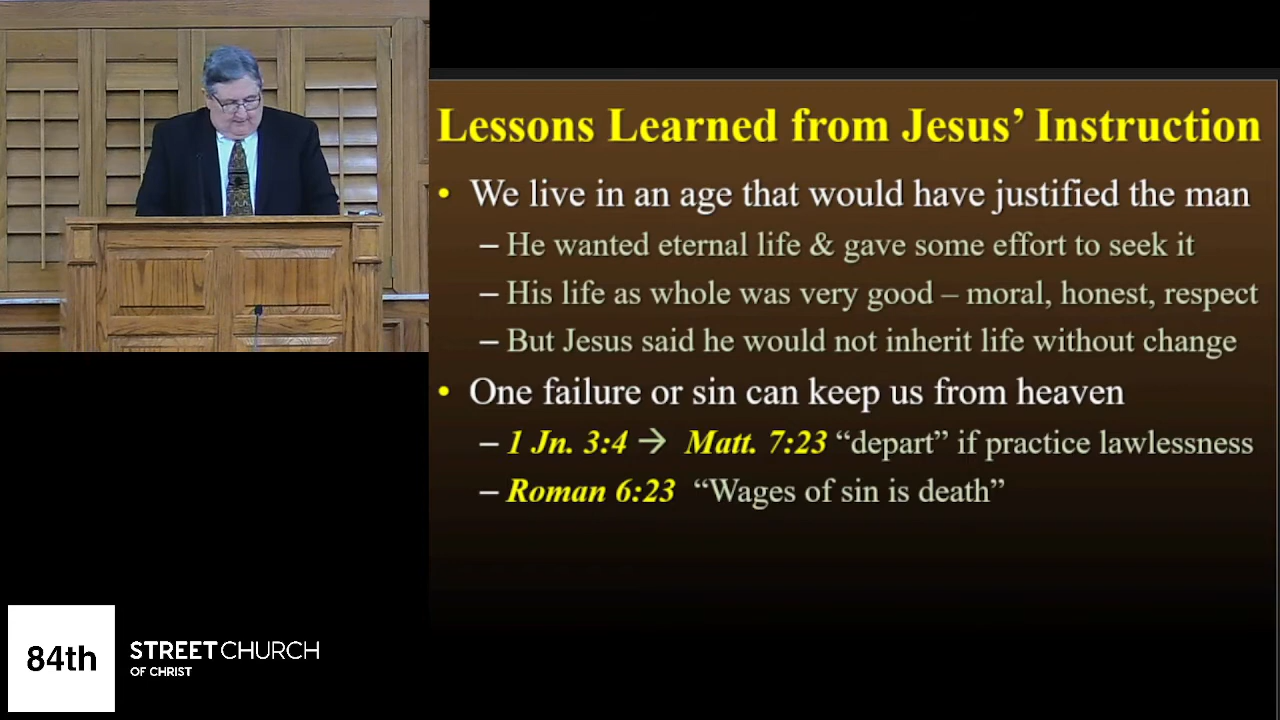 Lessons Learned from Jesus’ Instruction
• We live in an age that would have justified the man
– He wanted eternal life & gave some effort to seek it
– His life as whole was very good – moral, honest, respect
– But Jesus said he would not inherit life without change
• One failure or sin can keep us from heaven
– 1 Jn. 3:4 → Matt. 7:23 “depart” if practice lawlessness
– Roman 6:23 “Wages of sin is death”
84th
STREET CHURCH
OF CHRIST